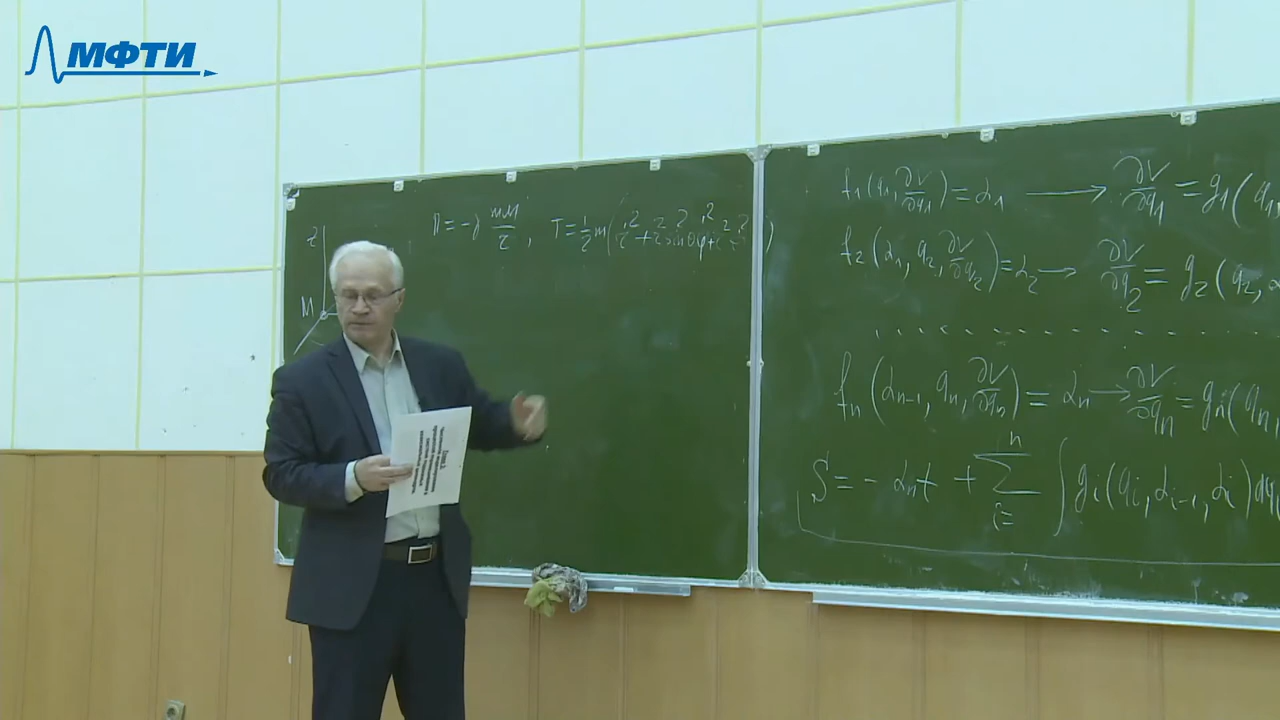 МФТИ
z
M
П = -γ mM/r , T = 1/2 m(ṙ² + r² sin²θ φ̇² +
f₁(q₁, ∂V/∂q₁) = α₁ → ∂V/∂q₁ = g₁(q₁,
f₂(α₁, q₂, ∂V/∂q₂) = α₂ → ∂V/∂q₂ = g₂(q₂, α
. . . . . . . . . . . . . . . .
fₙ(αₙ₋₁, qₙ, ∂V/∂qₙ) = αₙ → ∂V/∂qₙ = gₙ(qₙ,
S = - αₙt + Σⁿᵢ₌ ∫ gᵢ(qᵢ, αᵢ₋₁, αᵢ)dqᵢ